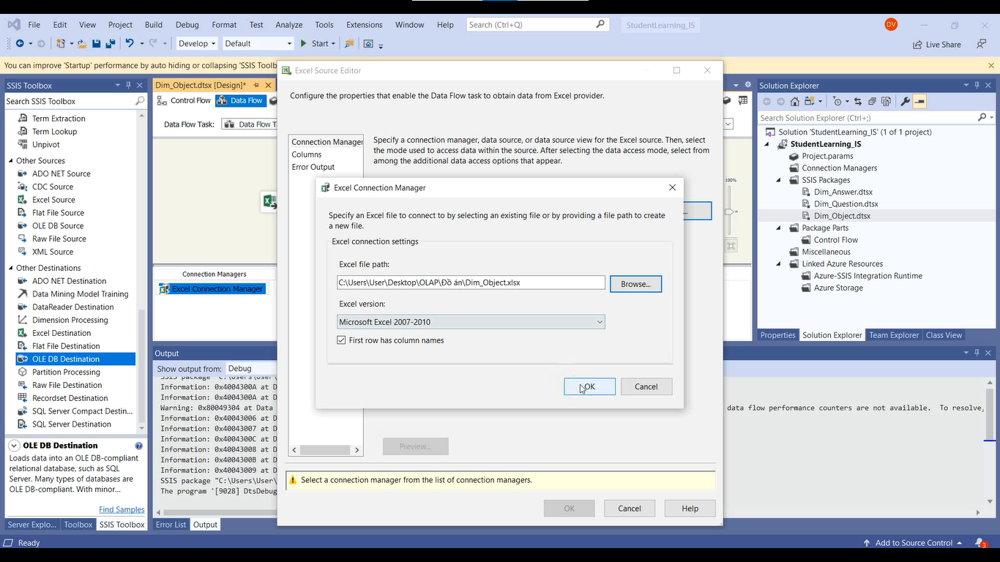 File Edit View Project Build Debug Format Test Analyze Tools Extensions Window Help Search (Ctrl+Q) StudentLearning_IS DV
Develop Default Start Live Share
You can improve 'Startup' performance by auto hiding or collapsing 'SSIS Toolb
SSIS Toolbox
Search SSIS Toolbox
Term Extraction
Term Lookup
Unpivot
Other Sources
ADO NET Source
CDC Source
Excel Source
Flat File Source
OLE DB Source
Raw File Source
XML Source
Other Destinations
ADO NET Destination
Data Mining Model Training
DataReader Destination
Dimension Processing
Excel Destination
Flat File Destination
OLE DB Destination
Partition Processing
Raw File Destination
Recordset Destination
SQL Server Compact Destin...
SQL Server Destination
OLE DB Destination
Loads data into an OLE DB-compliant
relational database, such as SQL
Server. Many types of databases are
OLE DB-compliant. With minor...
Find Samples
Server Explo... Toolbox SSIS Toolbox
Dim_Object.dtsx [Design]*
Control Flow Data Flow
Data Flow Task: Data Flow T
Connection Managers
Excel Connection Manager
100%
Output
Show output from: Debug
SSIS package "C:\Users\User\
Information: 0x4004300A at D
Information: 0x4004300A at D
Warning: 0x80049304 at Data
data flow performance counters are not available. To resolve,
Information: 0x40043006 at D
Information: 0x40043007 at D
Information: 0x4004300C at D
Information: 0x40043008 at D
Information: 0x4004300B at D
Information: 0x40043009 at D
SSIS package "C:\Users\User\
The program '[9028] DtsDebug
Error List Output
Excel Source Editor
Configure the properties that enable the Data Flow task to obtain data from Excel provider.
Connection Manager
Columns
Error Output
Specify a connection manager, data source, or data source view for the Excel source. Then, select
the mode used to access data within the source. After selecting the data access mode, select from
among the additional data access options that appear.
Excel Connection Manager
Specify an Excel file to connect to by selecting an existing file or by providing a file path to create
a new file.
Excel connection settings
Excel file path:
C:\Users\User\Desktop\OLAP\Đồ án\Dim_Object.xlsx
Browse...
Excel version:
Microsoft Excel 2007-2010
First row has column names
OK Cancel
Preview...
Select a connection manager from the list of connection managers.
OK Cancel Help
Solution Explorer
Search Solution Explorer (Ctrl+;)
Solution 'StudentLearning_IS' (1 of 1 project)
StudentLearning_IS
Project.params
Connection Managers
SSIS Packages
Dim_Answer.dtsx
Dim_Question.dtsx
Dim_Object.dtsx
Package Parts
Control Flow
Miscellaneous
Linked Azure Resources
Azure-SSIS Integration Runtime
Azure Storage
Properties Solution Explorer Team Explorer Class View
Ready Add to Source Control 3